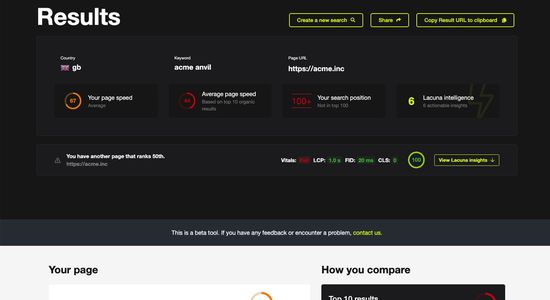 Results
Create a new search
Share
Copy Result URL to clipboard
Country
Keyword
Page URL
gb
acme anvil
https://acme.inc
67
Your page speed
Average
Average page speed
Based on top 10 organic
results
100+
Your search position
Not in top 100
6
Lacuna intelligence
6 actionable insights
You have another page that ranks 50th.
https://acme.inc
Vitals:
LCP: 1.0 s
FID: 20 ms
CLS: 0
100
View Lacuna insights
This is a beta tool. If you have any feedback or encounter a problem, contact us.
Your page
How you compare
Top 10 results